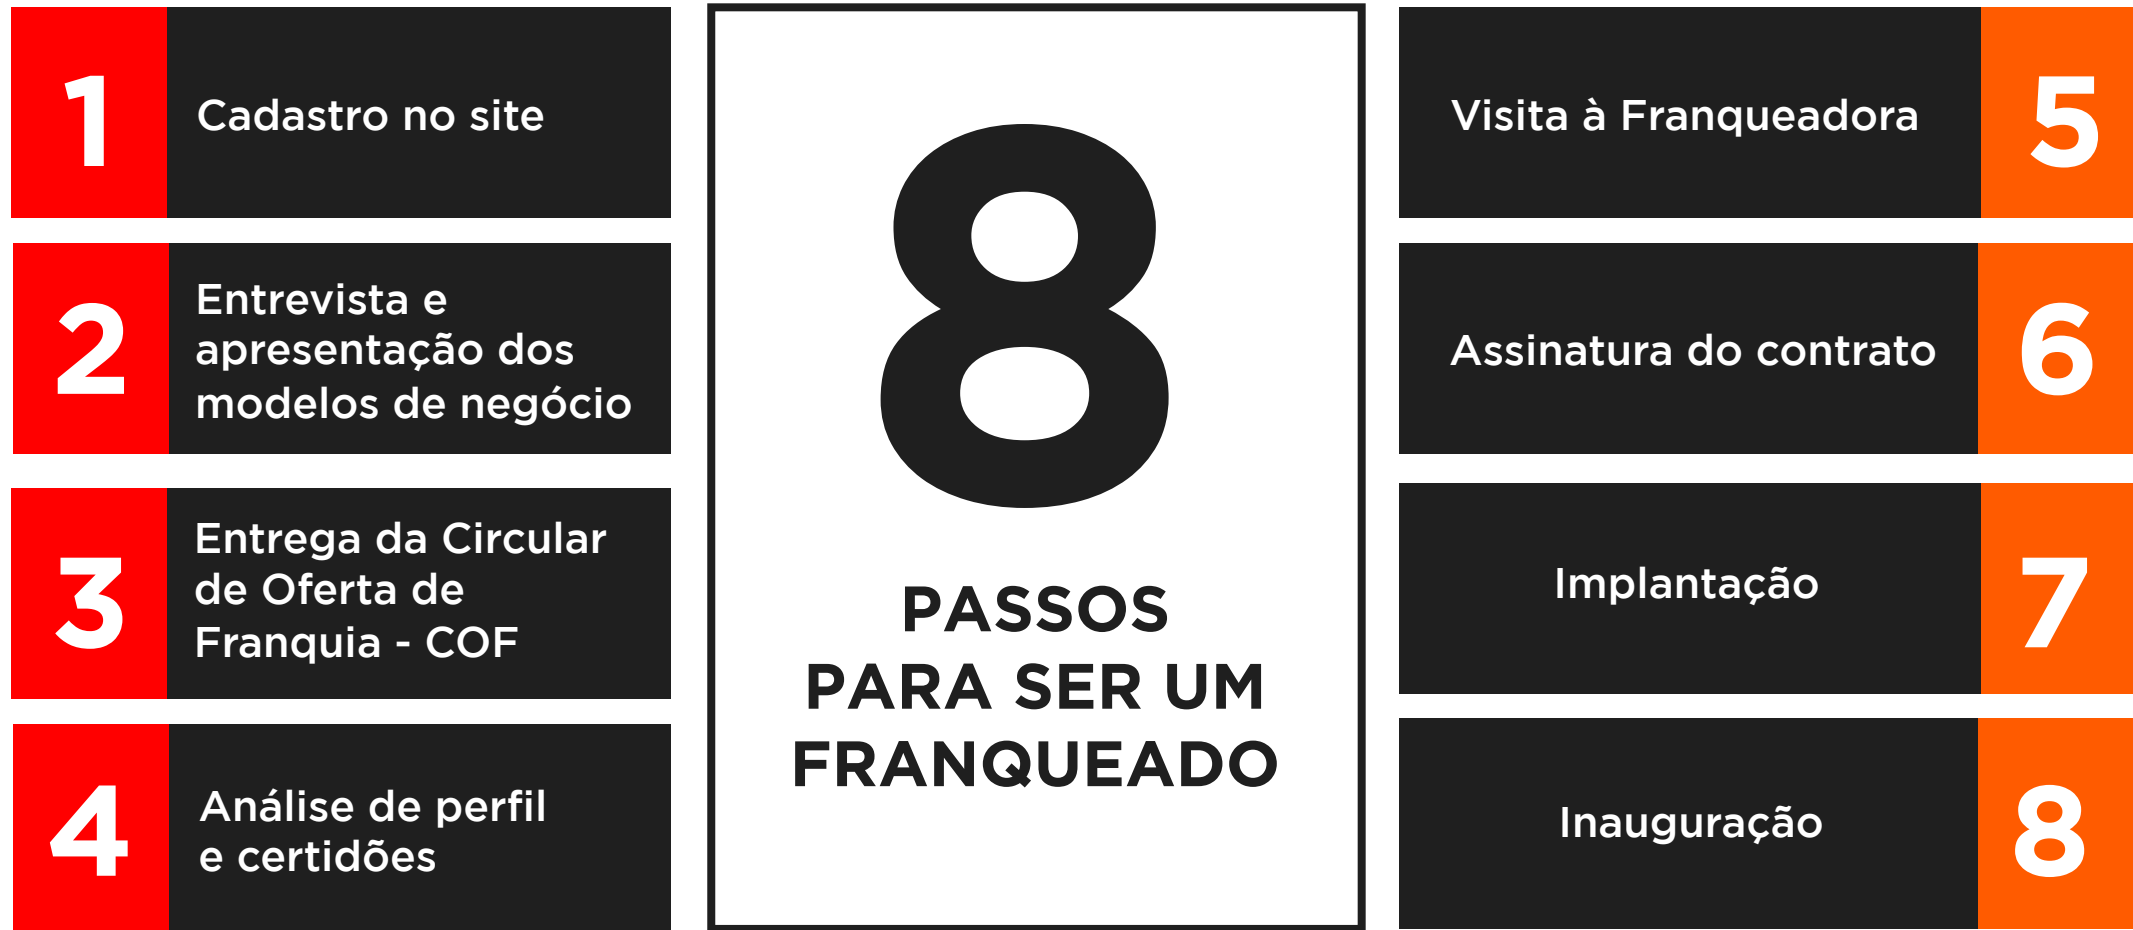 1
Cadastro no site
2
Entrevista e
apresentação dos
modelos de negócio
3
Entrega da Circular
de Oferta de
Franquia - COF
4
Análise de perfil
e certidões
8
PASSOS
PARA SER UM
FRANQUEADO
Visita à Franqueadora
5
Assinatura do contrato
6
Implantação
7
Inauguração
8